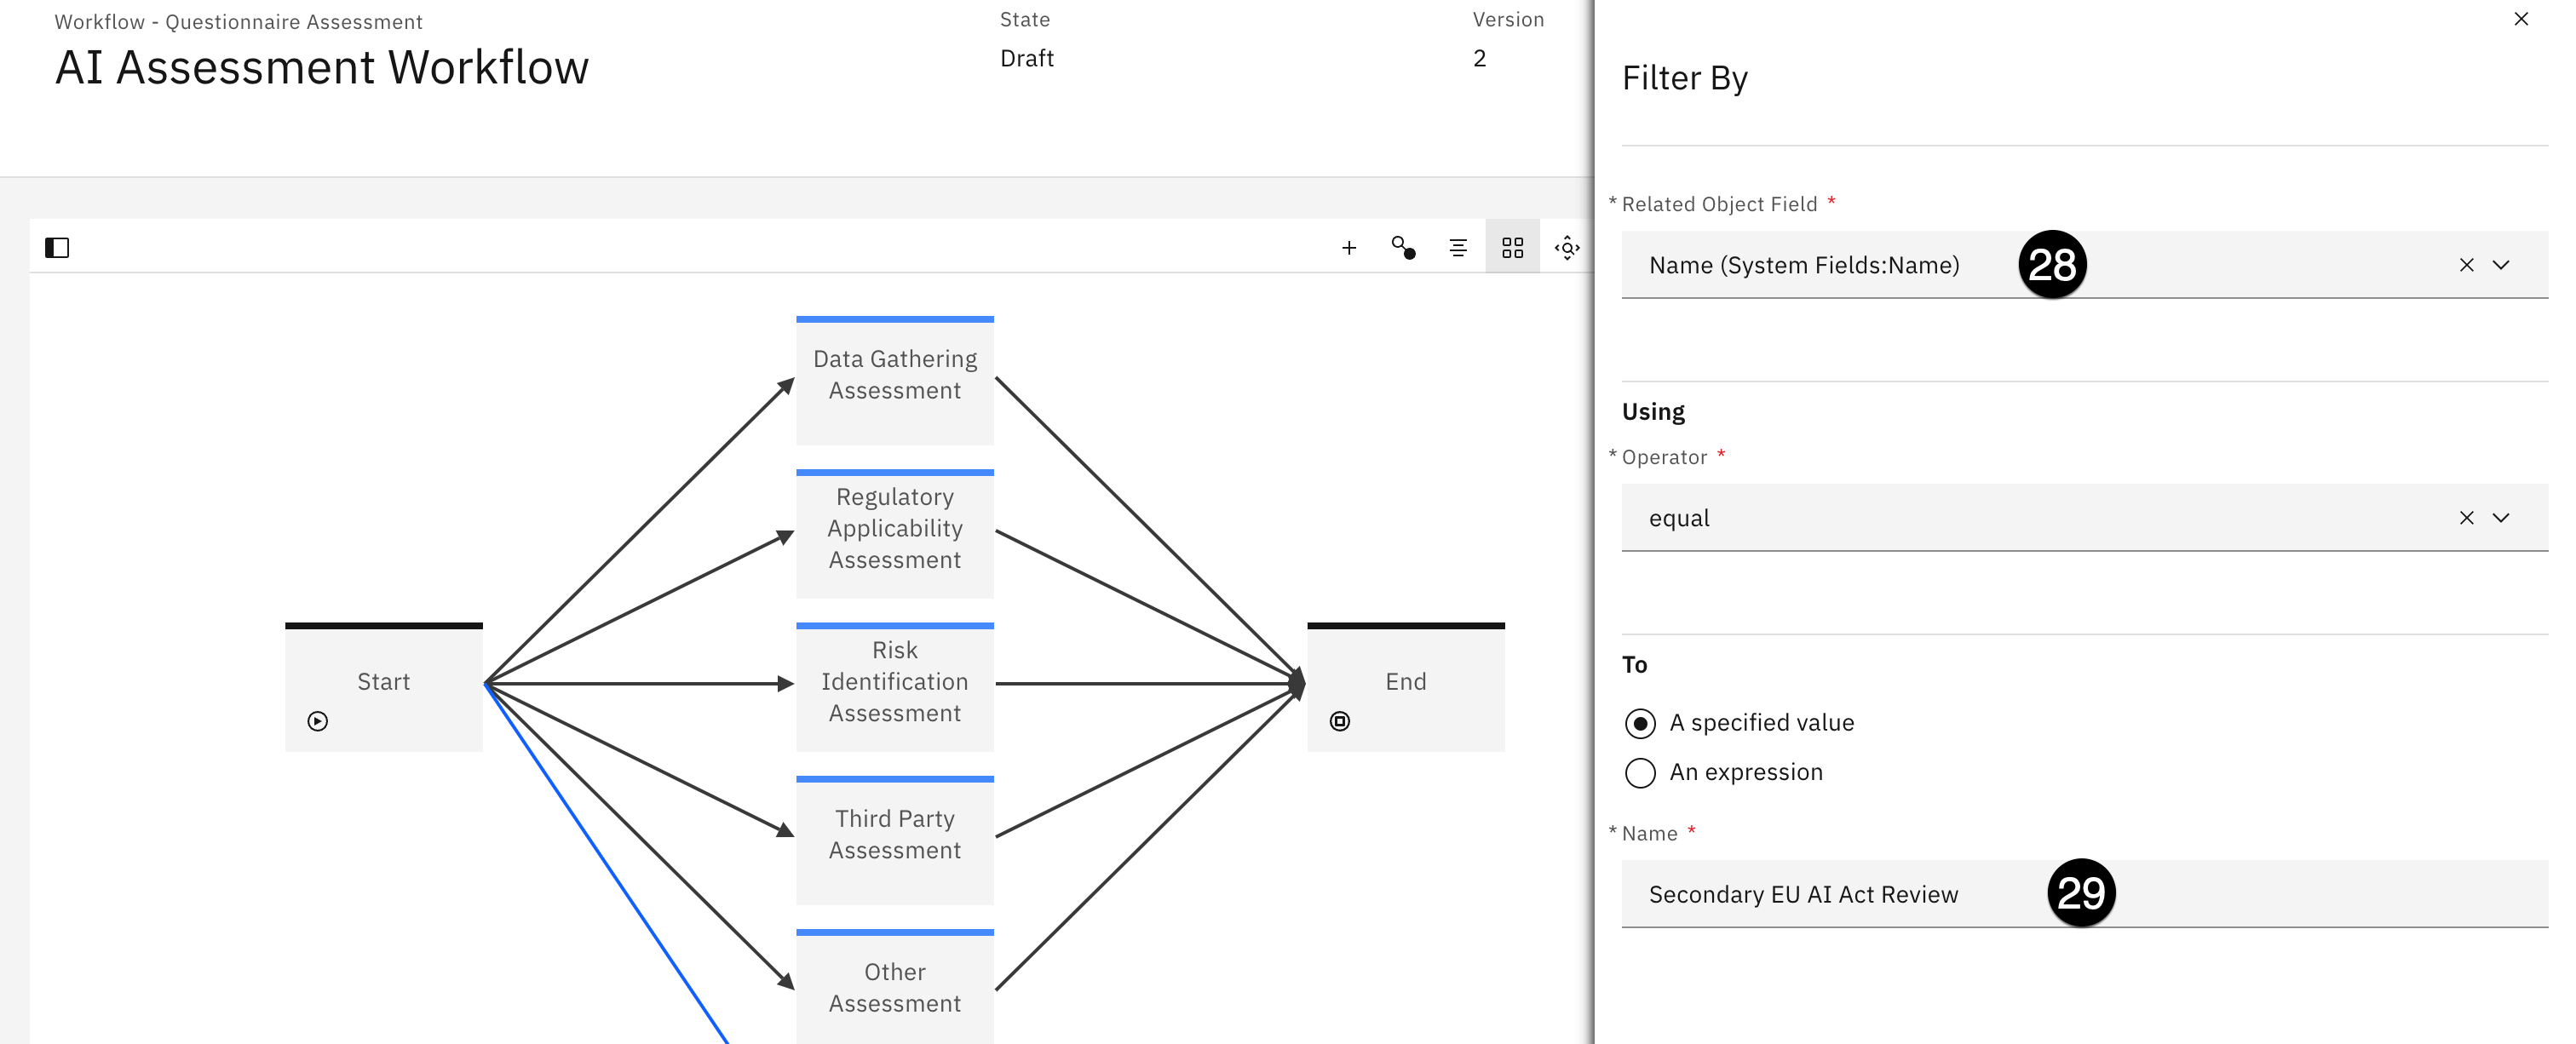 Workflow - Questionnaire Assessment
AI Assessment Workflow
State
Draft
Version
2
Data Gathering
Assessment
Regulatory
Applicability
Assessment
Risk
Identification
Assessment
Third Party
Assessment
Other
Assessment
Start
End
Filter By
* Related Object Field *
Name (System Fields:Name)
28
Using
* Operator *
equal
To
A specified value
An expression
* Name *
Secondary EU AI Act Review
29